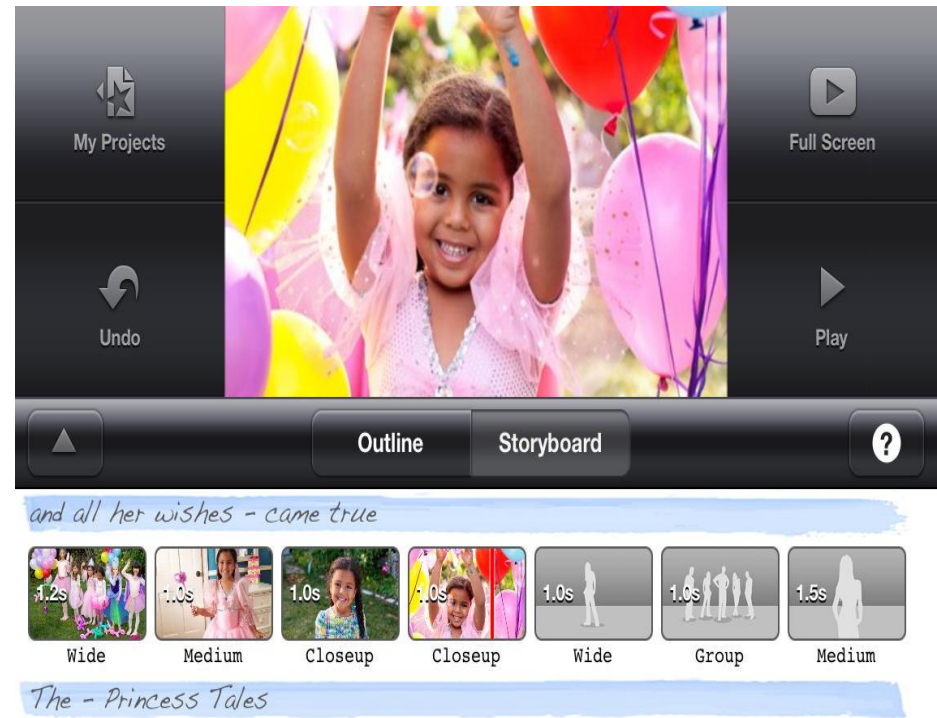 My Projects
Full Screen
Undo
Play
Outline Storyboard ?
and all her wishes - came true
1.2s 1.0s 1.0s 1.0s 1.0s 1.0s 1.5s
Wide Medium Closeup Closeup Wide Group Medium
The - Princess Tales